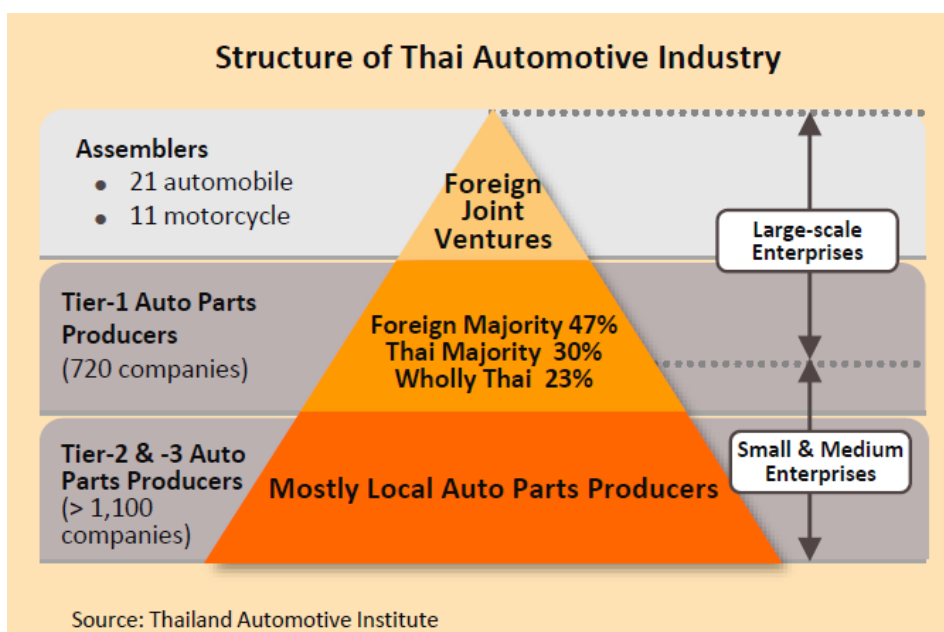 Structure of Thai Automotive Industry
Assemblers
• 21 automobile
• 11 motorcycle
Foreign
Joint
Ventures
Large-scale
Enterprises
Tier-1 Auto Parts
Producers
(720 companies)
Foreign Majority 47%
Thai Majority 30%
Wholly Thai 23%
Tier-2 & -3 Auto
Parts Producers
(> 1,100
companies)
Mostly Local Auto Parts Producers
Small & Medium
Enterprises
Source: Thailand Automotive Institute